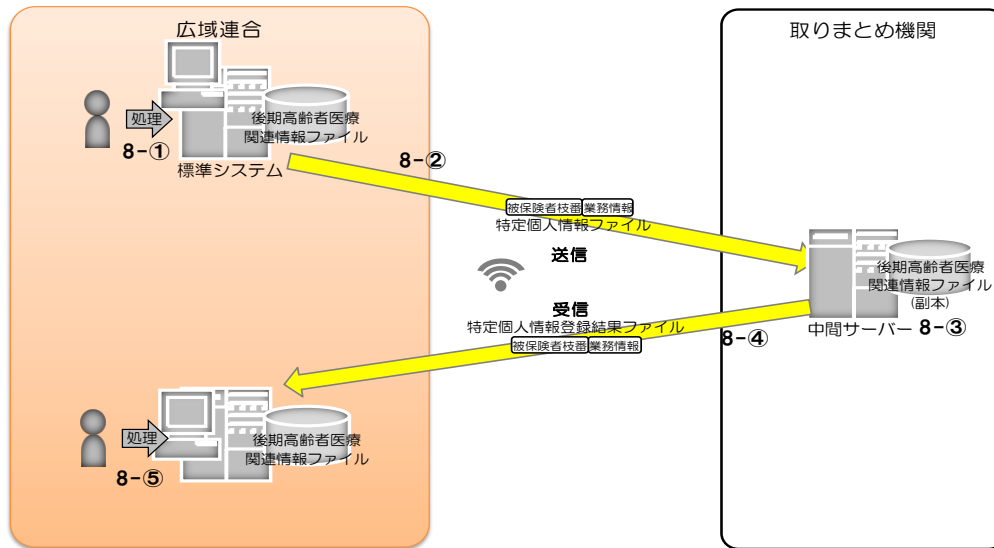 広域連合
取りまとめ機関
処理
8-①
後期高齢者医療
関連情報ファイル
標準システム
8-②
被保険者枝番 業務情報
特定個人情報ファイル
送信
後期高齢者医療
関連情報ファイル
(副本)
中間サーバー 8-③
受信
特定個人情報登録結果ファイル
被保険者枝番 業務情報
8-④
処理
8-⑤
後期高齢者医療
関連情報ファイル